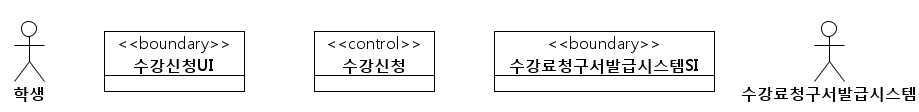 <<boundary>>
수강신청UI
<<control>>
수강신청
<<boundary>>
수강료청구서발급시스템SI
학생
수강료청구서발급시스템